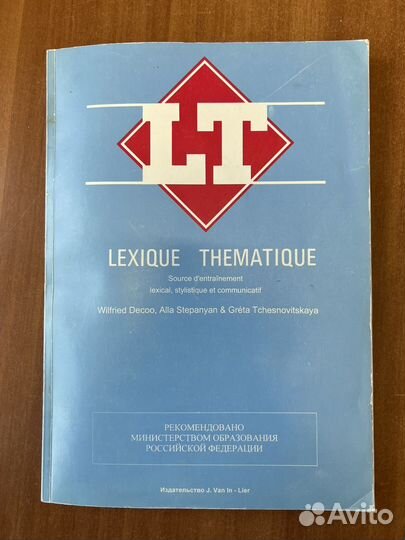 LT
LEXIQUE THEMATIQUE
Source d'entraînement
lexical, stylistique et communicatif
Wilfried Decoo, Alla Stepanyan & Gréta Tchesnovitskaya
РЕКОМЕНДОВАНО
МИНИСТЕРСТВОМ ОБРАЗОВАНИЯ
РОССИЙСКОЙ ФЕДЕРАЦИИ
Издательство J. Van In - Lier
Avito